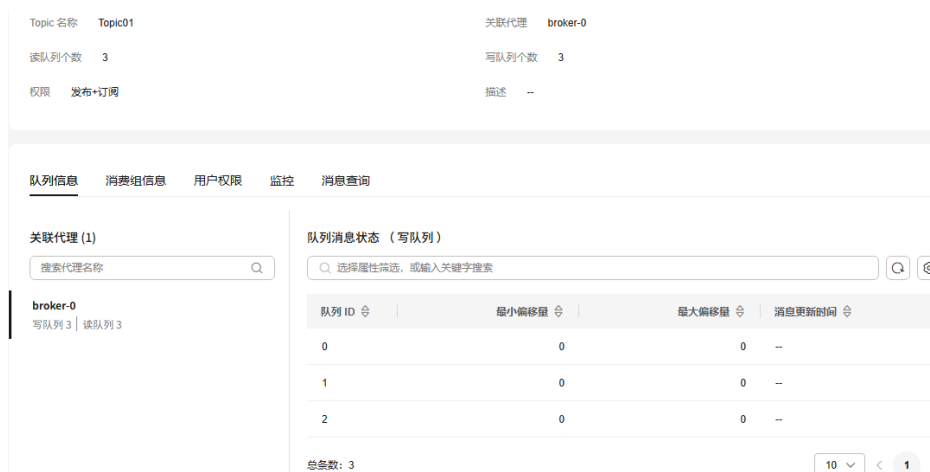 Topic 名称 Topic01 关联代理 broker-0
读队列个数 3 写队列个数 3
权限 发布+订阅 描述 --
队列信息 消费组信息 用户权限 监控 消息查询
关联代理 (1)
搜索代理名称
broker-0
写队列 3 | 读队列 3
队列消息状态 （写队列）
选择属性筛选，或输入关键字搜索
队列 ID 最小偏移量 最大偏移量 消息更新时间
0 0 0 --
1 0 0 --
2 0 0 --
总条数：3 10 < 1